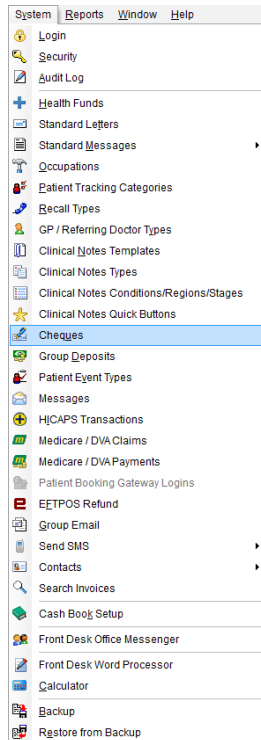 System Reports Window Help
Login
Security
Audit Log
Health Funds
Standard Letters
Standard Messages
Occupations
Patient Tracking Categories
Recall Types
GP / Referring Doctor Types
Clinical Notes Templates
Clinical Notes Types
Clinical Notes Conditions/Regions/Stages
Clinical Notes Quick Buttons
Cheques
Group Deposits
Patient Event Types
Messages
HICAPS Transactions
Medicare / DVA Claims
Medicare / DVA Payments
Patient Booking Gateway Logins
EFTPOS Refund
Group Email
Send SMS
Contacts
Search Invoices
Cash Book Setup
Front Desk Office Messenger
Front Desk Word Processor
Calculator
Backup
Restore from Backup